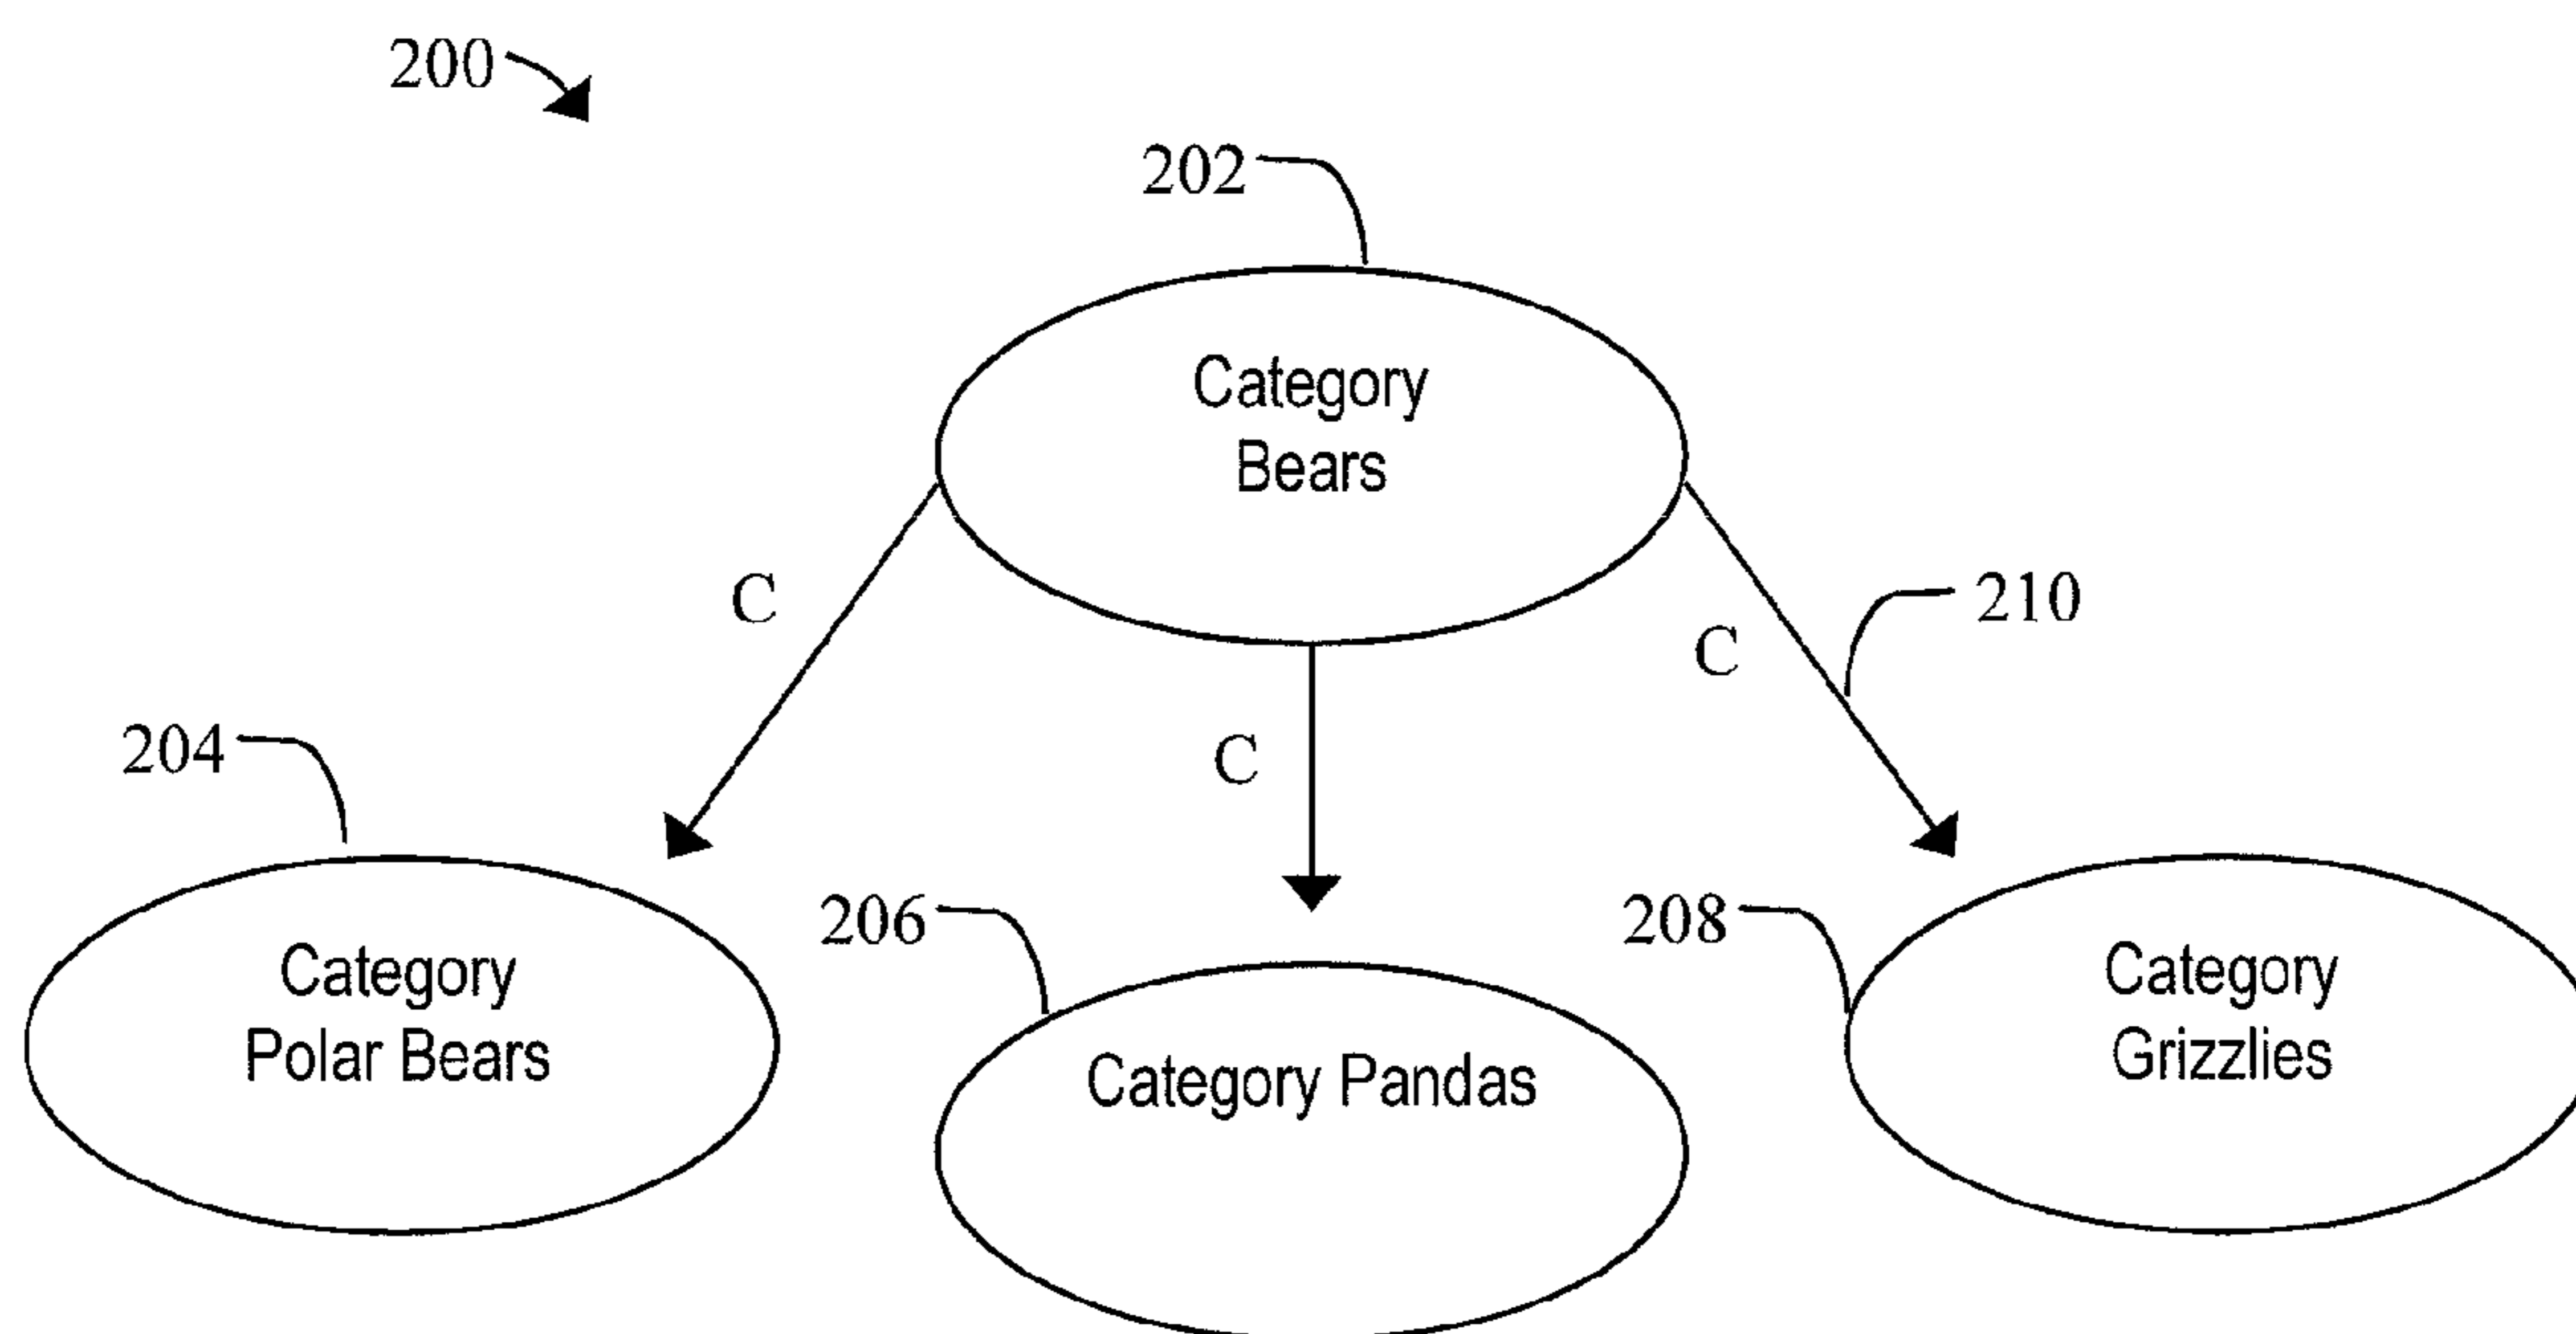 200
202
Category
Bears
C
210
C
204
C
206
208
Category
Polar Bears
Category Pandas
Category
Grizzlies